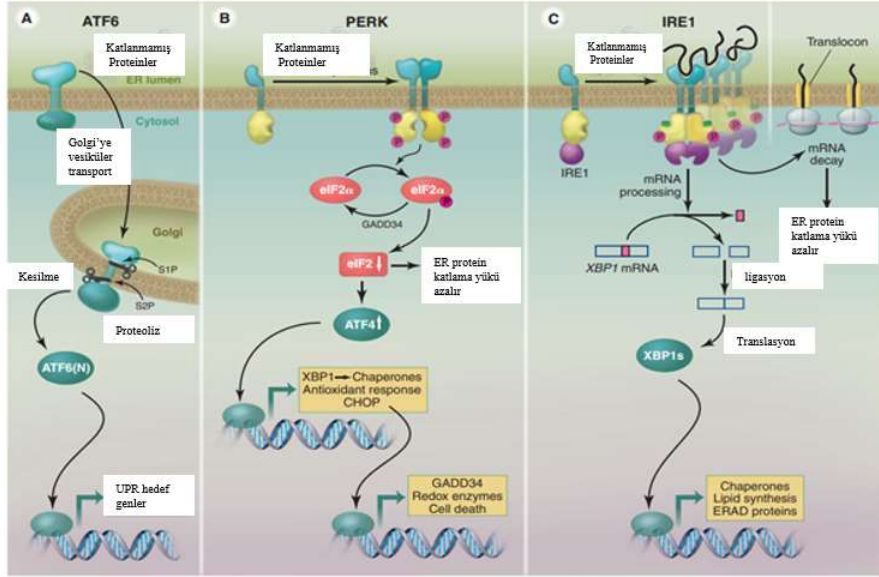 A
ATF6
Katlanmamış
Proteinler
ER lumen
Cytosol
Golgi'ye
vesiküler
transport
Golgi
Kesilme
S1P
S2P
Proteoliz
ATF6(N)
UPR hedef
genler
B
PERK
Katlanmamış
Proteinler
P
P
P
P
eIF2α
eIF2α
P
GADD34
eIF2
ER protein
katlama yükü
azalır
ATF4
XBP1→Chaperones
Antioxidant response
CHOP
GADD34
Redox enzymes
Cell death
C
IRE1
Katlanmamış
Proteinler
Translocon
P
P
P
P
IRE1
mRNA
decay
mRNA
processing
ER protein
katlama yükü
azalır
XBP1 mRNA
ligasyon
Translasyon
XBP1s
Chaperones
Lipid synthesis
ERAD proteins